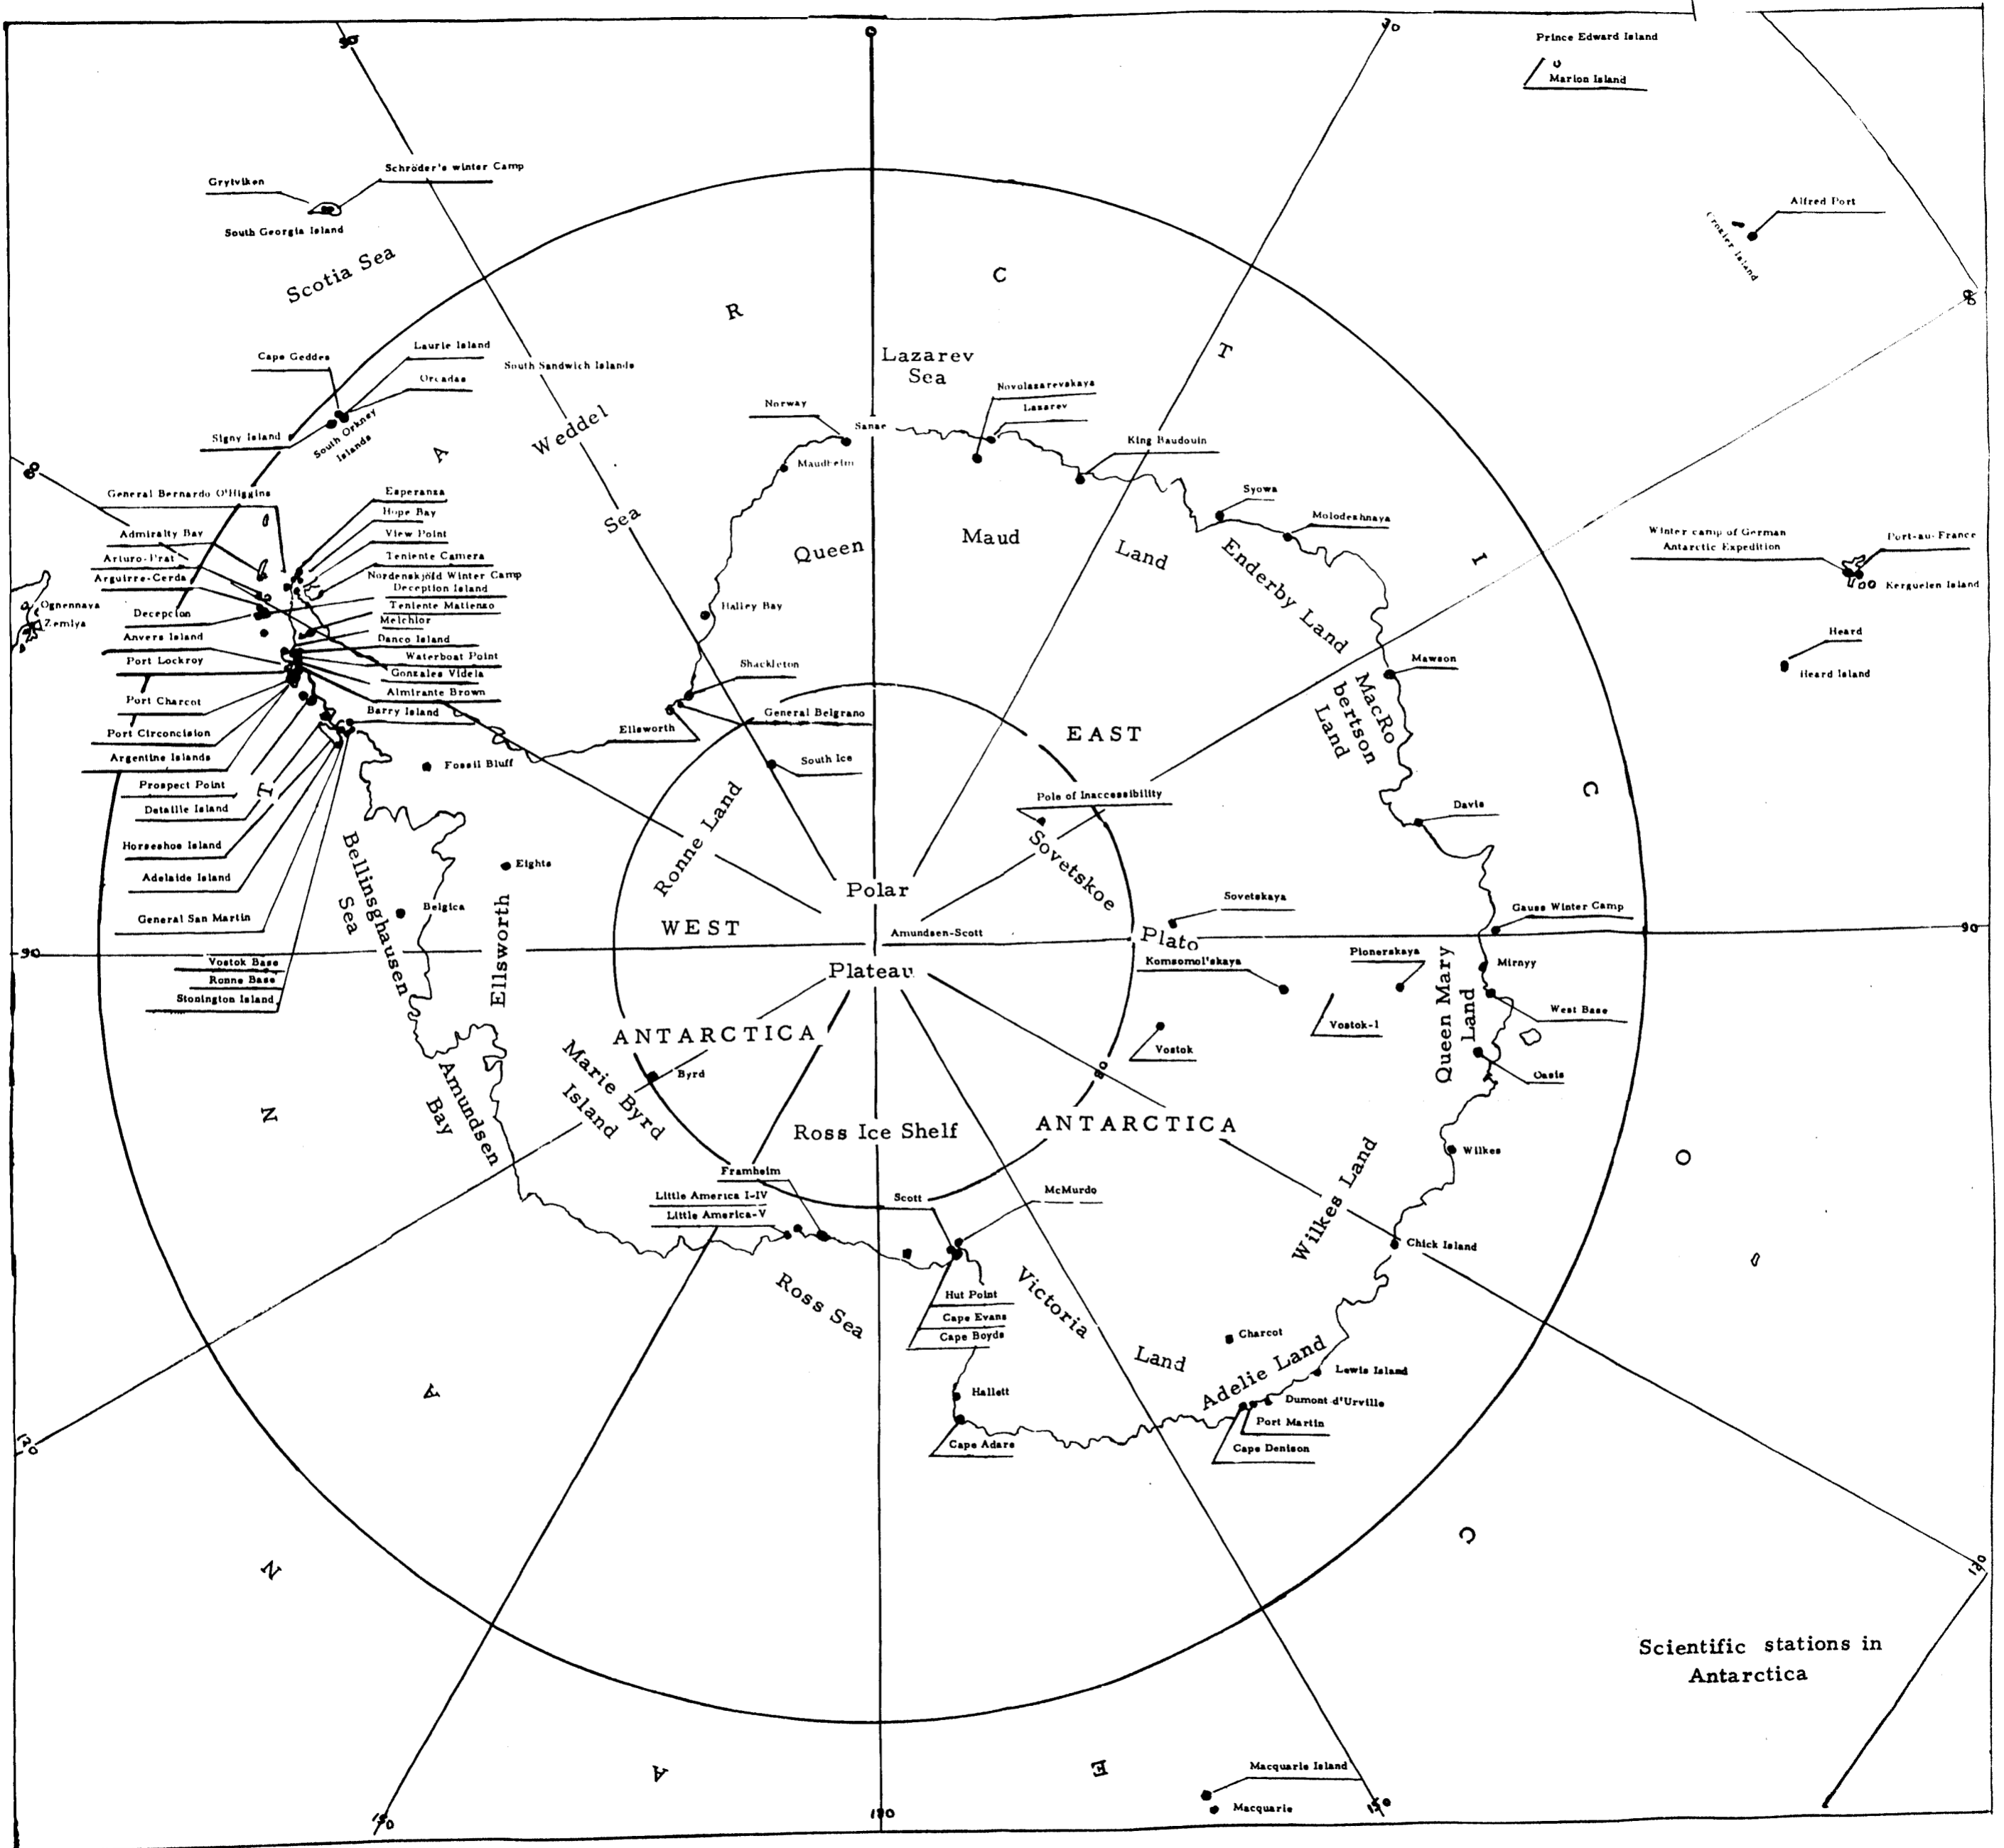 30
0
30
Prince Edward Island
Marion Island
Schröder's winter Camp
Grytviken
South Georgia Island
Scotia Sea
Alfred Port
Crozier Island
60
C
R
T
I
C
Laurie Island
Cape Geddes
Orcadas
Signy Island
South Orkney
Islands
South Sandwich Islands
Weddel
Sea
Lazarev
Sea
Novolazarevskaya
Lazarev
Norway
Sanae
Maudheim
King Baudouin
Syowa
Molodezhnaya
Queen
Maud
Land
Enderby Land
Winter camp of German
Antarctic Expedition
Port-au-France
Kerguelen Island
Heard
Heard Island
A
60
General Bernardo O'Higgins
Esperanza
Hope Bay
Admiralty Bay
View Point
Arturo-Prat
Teniente Camera
Arguirre-Cerda
Nordenskjöld Winter Camp
Deception Island
Ognennaya
Zemlya
Decepcion
Teniente Matienzo
Melchior
Anvers Island
Danco Island
Port Lockroy
Waterboat Point
Gonzales Videla
Port Charcot
Almirante Brown
Barry Island
Port Circoncision
Argentine Islands
Prospect Point
Detaille Island
T
Horseshoe Island
Adelaide Island
General San Martin
Vostok Base
Ronne Base
Stonington Island
Halley Bay
Shackleton
General Belgrano
Ellsworth
South Ice
Fossil Bluff
Eights
Belgica
Bellinsghausen
Sea
Ellsworth
Ronne Land
Mawson
MacRo
bertson
Land
EAST
Pole of Inaccessibility
Sovetskoe
Davis
Polar
WEST
Amundsen-Scott
Plateau
ANTARCTICA
Sovetskaya
Plato
Gauss Winter Camp
90
90
Komsomol'skaya
Pionerskaya
Mirnyy
West Base
Vostok-1
Vostok
Queen Mary
Land
Oasis
80
Marie Byrd
Island
Byrd
Amundsen
Bay
Ross Ice Shelf
ANTARCTICA
Wilkes
Wilkes Land
Framheim
Little America I-IV
Little America-V
Scott
McMurdo
Chick Island
Hut Point
Cape Evans
Cape Boyds
Ross Sea
Victoria
Land
Charcot
Adelie Land
Lewis Island
Hallett
Dumont-d'Urville
Port Martin
Cape Adare
Cape Denison
N
A
O
C
E
A
N
120
120
Scientific stations in
Antarctica
Macquarie Island
Macquarie
150
180
150